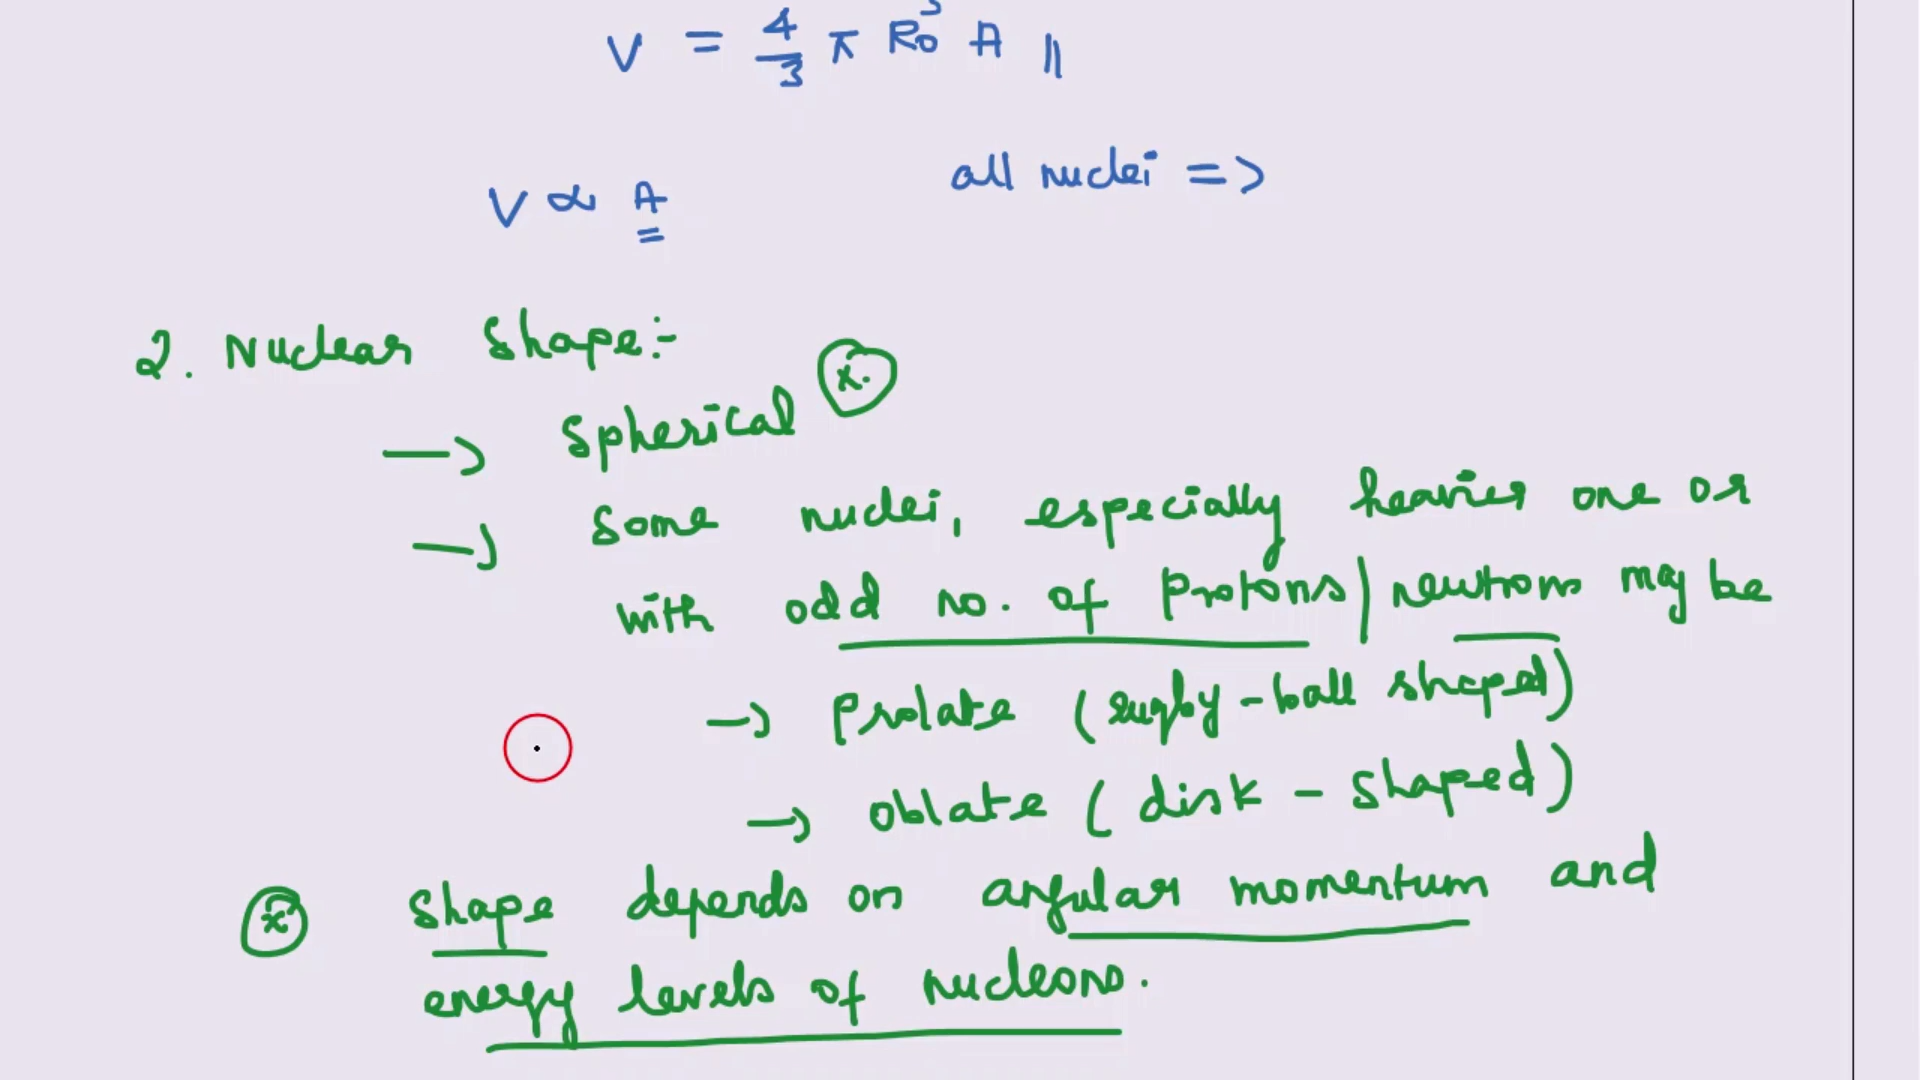 V = 4/3 π R₀³ A //
V ∝ A
all nuclei =>
2. Nuclear Shape:-
→ Spherical (x.)
→ Some nuclei, especially heavier one or
with odd no. of protons/neutrons may be
→ Prolate (rugby-ball shaped)
→ Oblate (disk - shaped)
(x) Shape depends on angular momentum and
energy levels of nucleons.